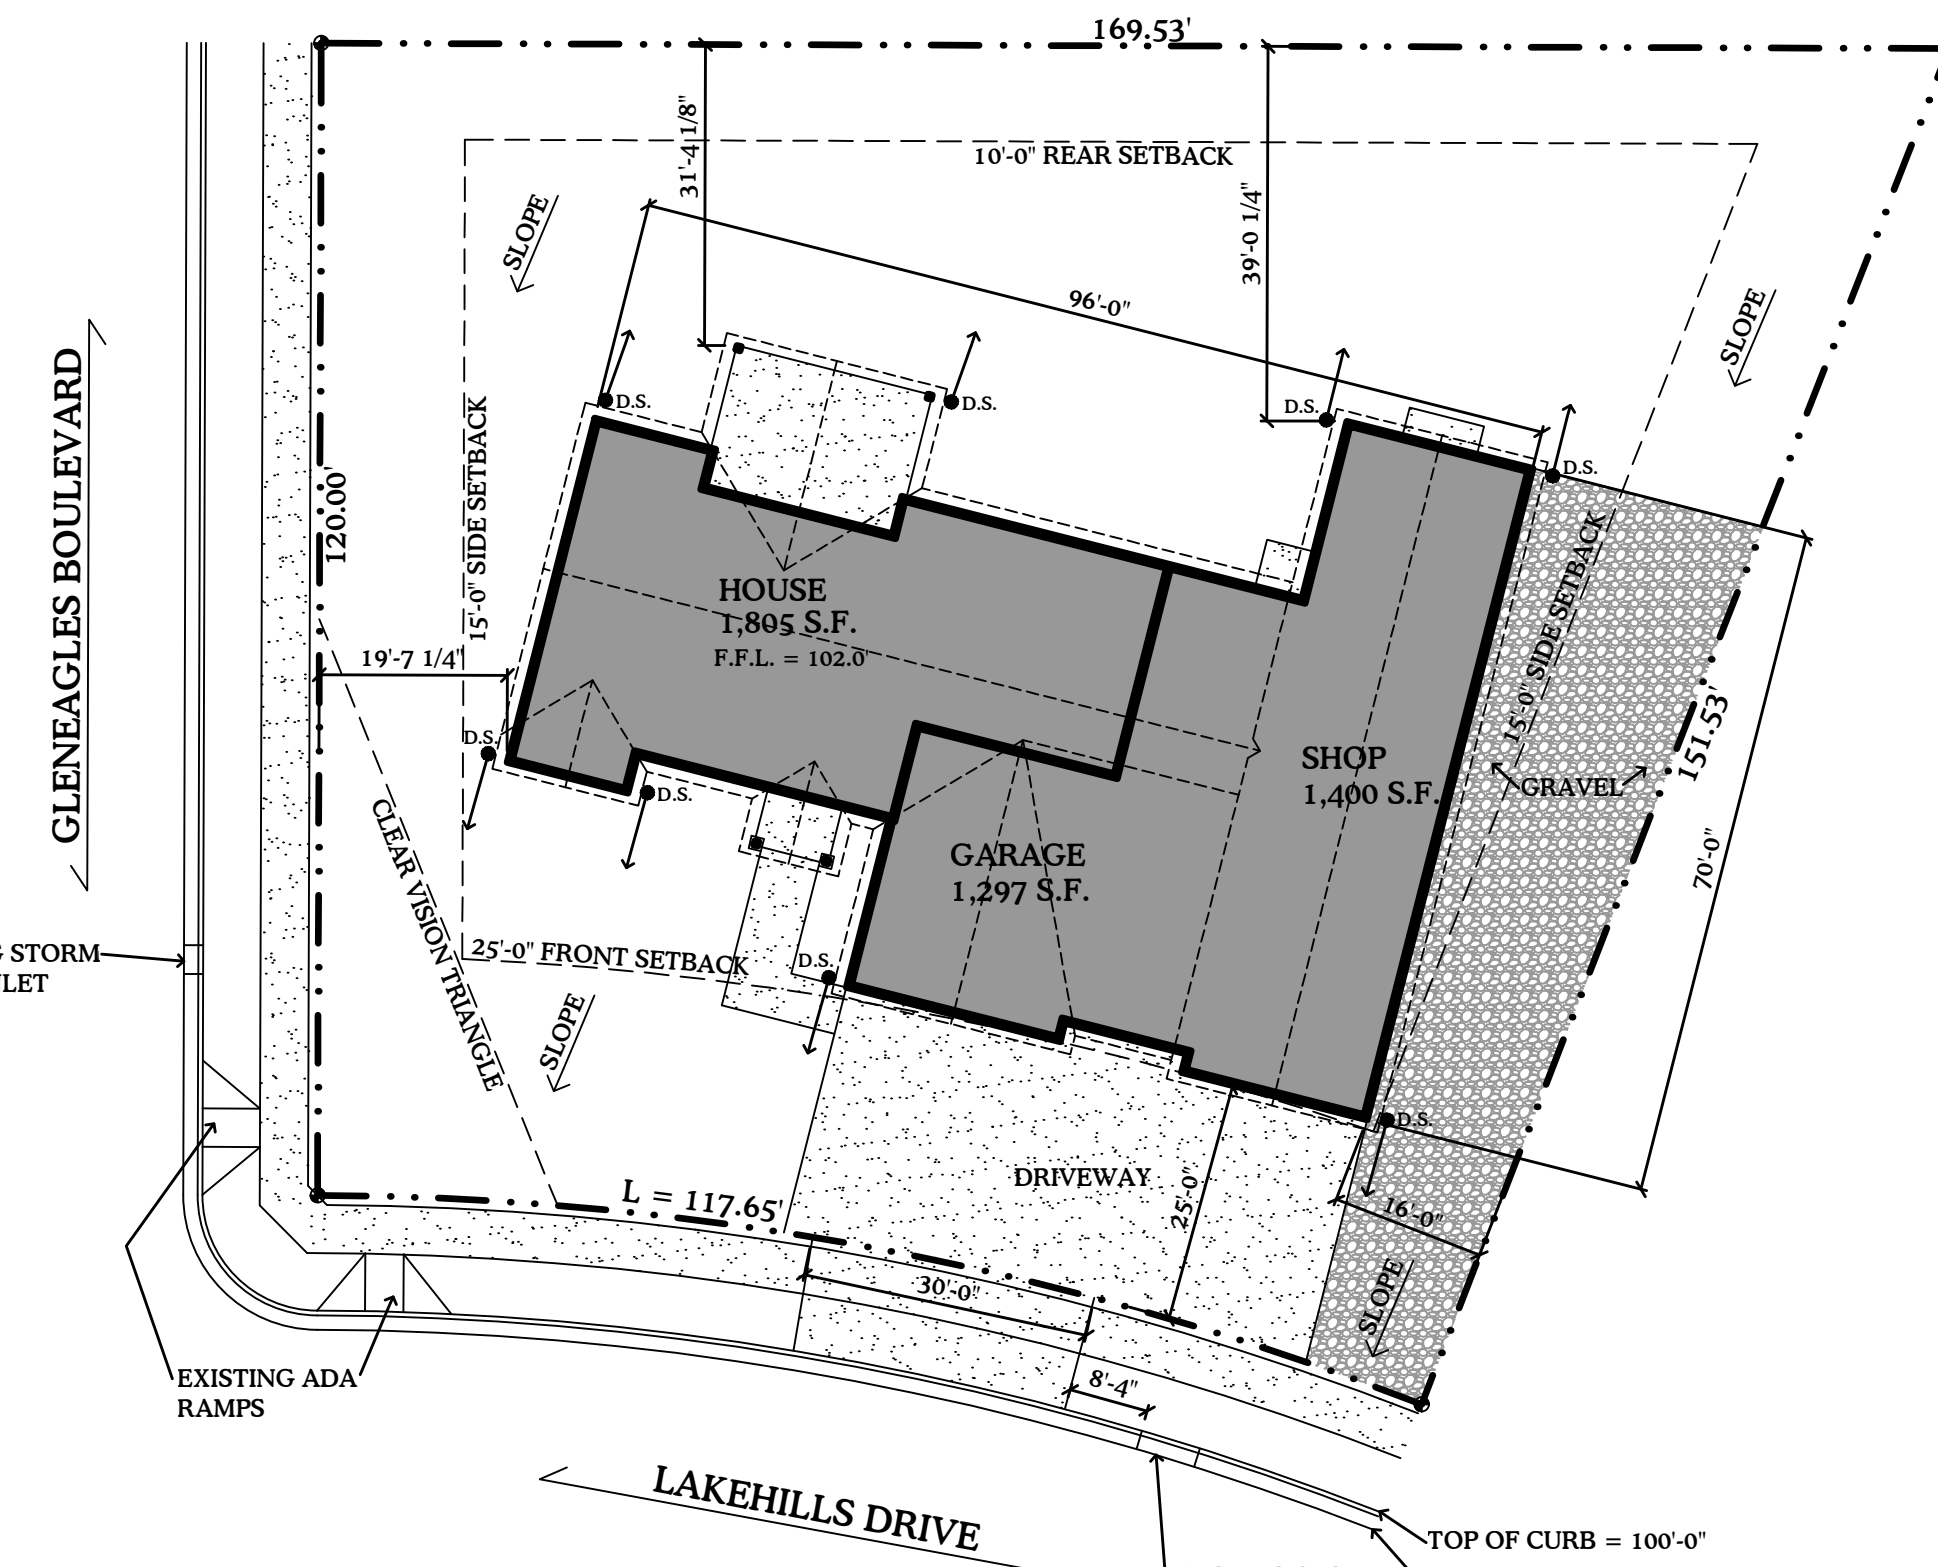 169.53'
31'-4 1/8"
10'-0" REAR SETBACK
39'-0 1/4"
SLOPE
96'-0"
SLOPE
D.S.
D.S.
D.S.
D.S.
GLENEAGLES BOULEVARD
120.00'
15'-0" SIDE SETBACK
HOUSE
1,805 S.F.
F.F.L. = 102.0'
19'-7 1/4"
15'-0" SIDE SETBACK
151.53'
D.S.
D.S.
SHOP
1,400 S.F.
GRAVEL
70'-0"
CLEAR VISION TRIANGLE
GARAGE
1,297 S.F.
STORM
LET
25'-0" FRONT SETBACK
D.S.
SLOPE
D.S.
DRIVEWAY
25'-0"
16'-0"
L = 117.65'
30'-0"
SLOPE
8'-4"
EXISTING ADA
RAMPS
LAKEHILLS DRIVE
TOP OF CURB = 100'-0"